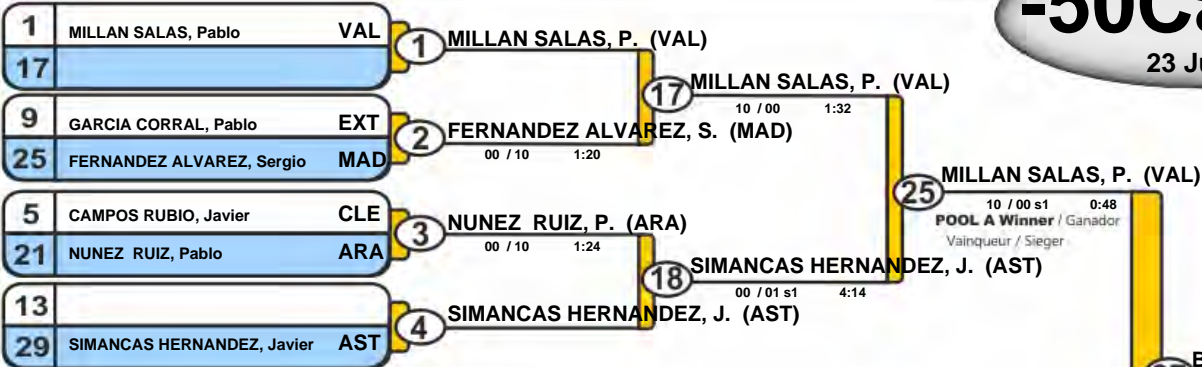 -50
23 Ju
1 MILLAN SALAS, Pablo VAL
17
1 MILLAN SALAS, P. (VAL)
17 MILLAN SALAS, P. (VAL)
10 / 00 1:32
9 GARCIA CORRAL, Pablo EXT
25 FERNANDEZ ALVAREZ, Sergio MAD
2 FERNANDEZ ALVAREZ, S. (MAD)
00 / 10 1:20
25 MILLAN SALAS, P. (VAL)
10 / 00 s1 0:48
POOL A Winner / Ganador
Vainqueur / Sieger
5 CAMPOS RUBIO, Javier CLE
21 NUNEZ RUIZ, Pablo ARA
3 NUNEZ RUIZ, P. (ARA)
00 / 10 1:24
18 SIMANCAS HERNANDEZ, J. (AST)
00 / 01 s1 4:14
13
29 SIMANCAS HERNANDEZ, Javier AST
4 SIMANCAS HERNANDEZ, J. (AST)